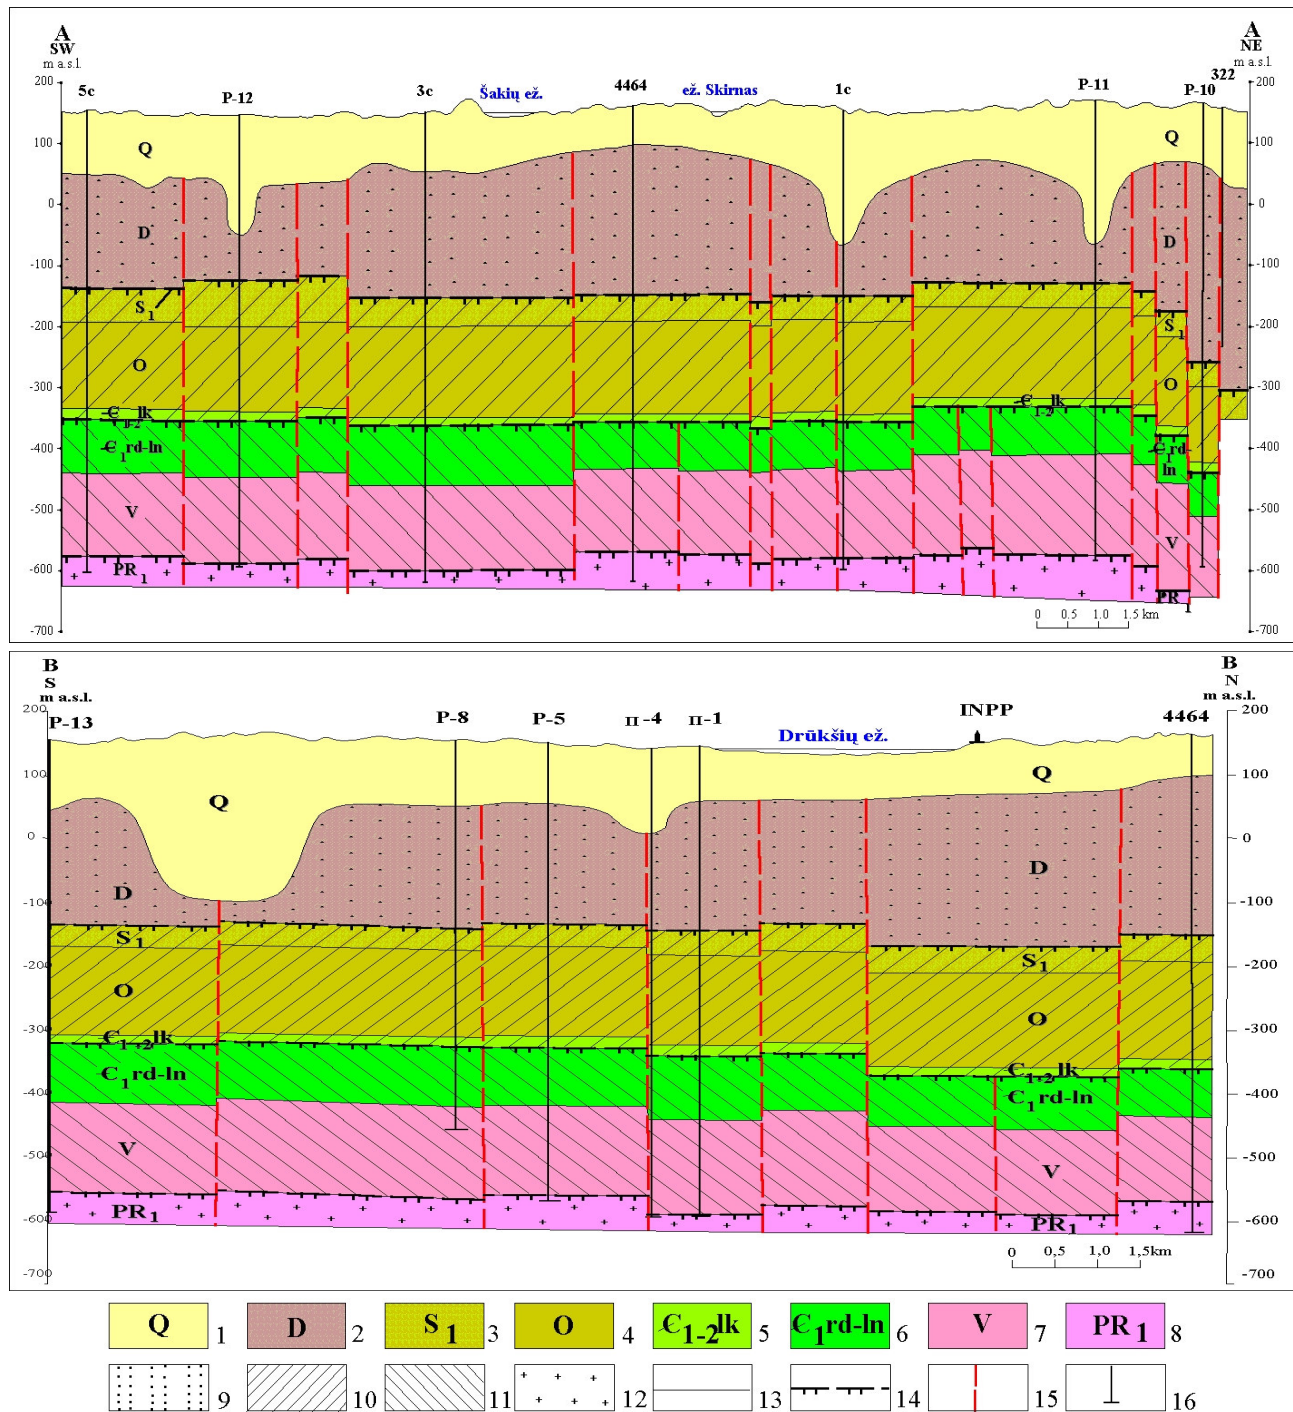 A
SW
m a.s.l.
A
NE
m a.s.l.
5c P-12 3c Šakių ež. 4464 ež. Skirnas 1c P-11 P-10 322
200 200
100 100
0 0
-100 -100
-200 -200
-300 -300
-400 -400
-500 -500
-600 -600
-700 -700
Q Q
D D
S1 S1
O O
Є1-2lk Є1-2lk
Є1rd-ln Є1rd ln
V V
PR1 PR1
0 0.5 1.0 1.5 km
B
S
m a.s.l.
B
N
m a.s.l.
P-13 P-8 P-5 П-4 П-1 Drūkšių ež. INPP 4464
200 200
100 100
0 0
-100 -100
-200 -200
-300 -300
-400 -400
-500 -500
-600 -600
-700 -700
Q Q
D D
S1 S1
O O
Є1-2lk Є1-2lk
Є1rd-ln Є1rd-ln
V V
PR1 PR1
0 0,5 1,0 1,5km
Q 1 D 2 S1 3 O 4 Є1-2lk 5 Є1rd-ln 6 V 7 PR1 8
9 10 11 12 13 14 15 16